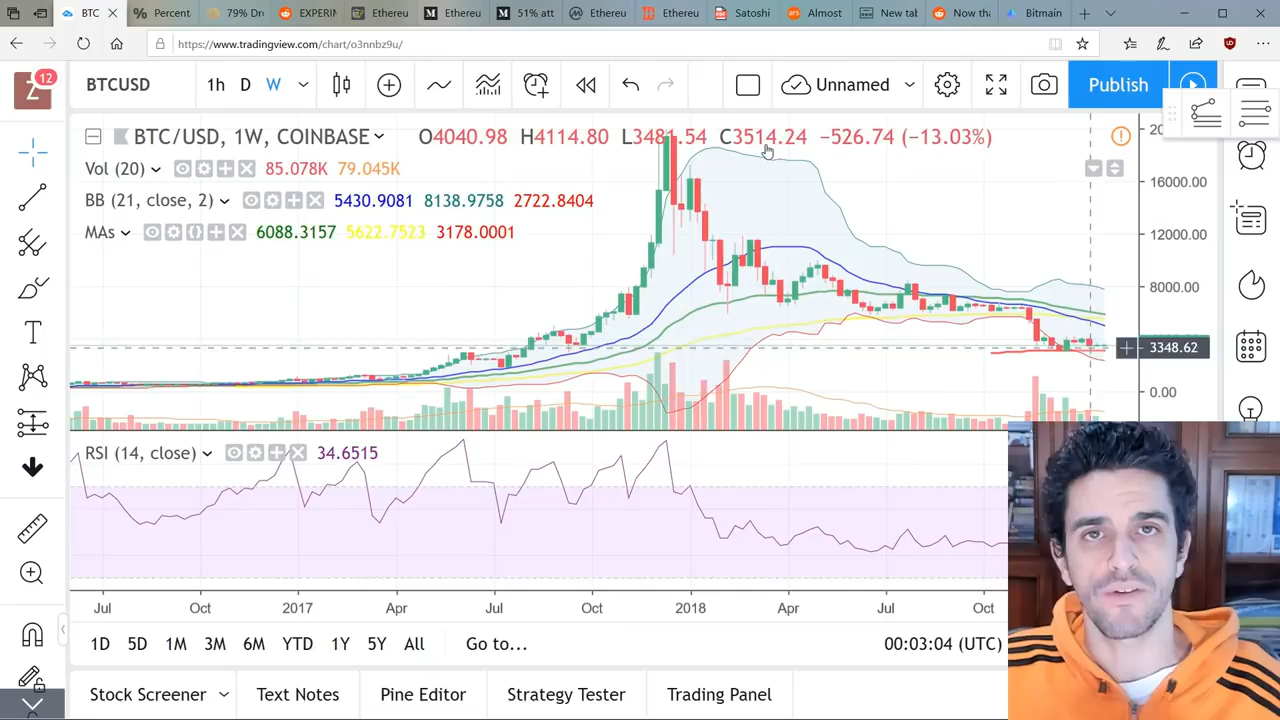 BTC
Percent
79% Dr
EXPERIN
Ethereu
Ethereu
51% att
Ethereu
Ethereu
Satoshi
Almost
New tab
Now tha
Bitmain
https://www.tradingview.com/chart/o3nnbz9u/
12
BTCUSD
1h D W
Unnamed
Publish
BTC/USD, 1W, COINBASE O4040.98 H4114.80 L3481.54 C3514.24 −526.74 (−13.03%)
Vol (20) 85.078K 79.045K
BB (21, close, 2) 5430.9081 8138.9758 2722.8404
MAs 6088.3157 5622.7523 3178.0001
16000.00
12000.00
8000.00
3348.62
0.00
RSI (14, close) 34.6515
Jul Oct 2017 Apr Jul Oct 2018 Apr Jul Oct
1D 5D 1M 3M 6M YTD 1Y 5Y All Go to... 00:03:04 (UTC)
Stock Screener Text Notes Pine Editor Strategy Tester Trading Panel